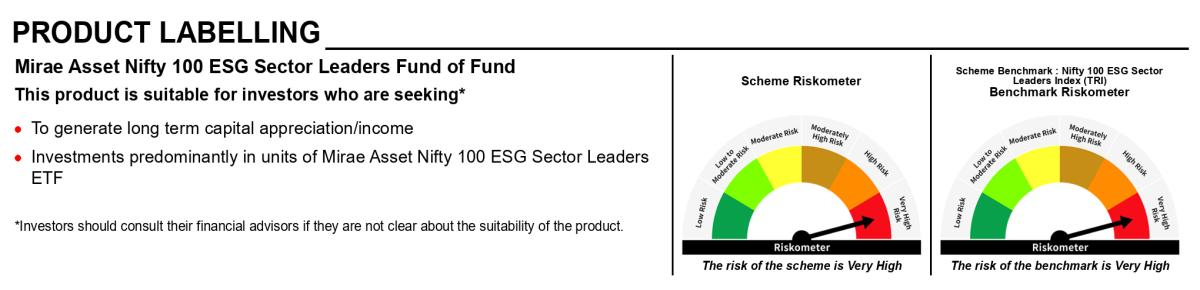 PRODUCT LABELLING
Mirae Asset Nifty 100 ESG Sector Leaders Fund of Fund
This product is suitable for investors who are seeking*
• To generate long term capital appreciation/income
• Investments predominantly in units of Mirae Asset Nifty 100 ESG Sector Leaders
ETF
*Investors should consult their financial advisors if they are not clear about the suitability of the product.
Scheme Riskometer
Low Risk
Low to
Moderate Risk
Moderate Risk
Moderately
High Risk
High Risk
Very High
Risk
Riskometer
The risk of the scheme is Very High
Scheme Benchmark : Nifty 100 ESG Sector
Leaders Index (TRI)
Benchmark Riskometer
Low Risk
Low to
Moderate Risk
Moderate Risk
Moderately
High Risk
High Risk
Very High
Risk
Riskometer
The risk of the benchmark is Very High